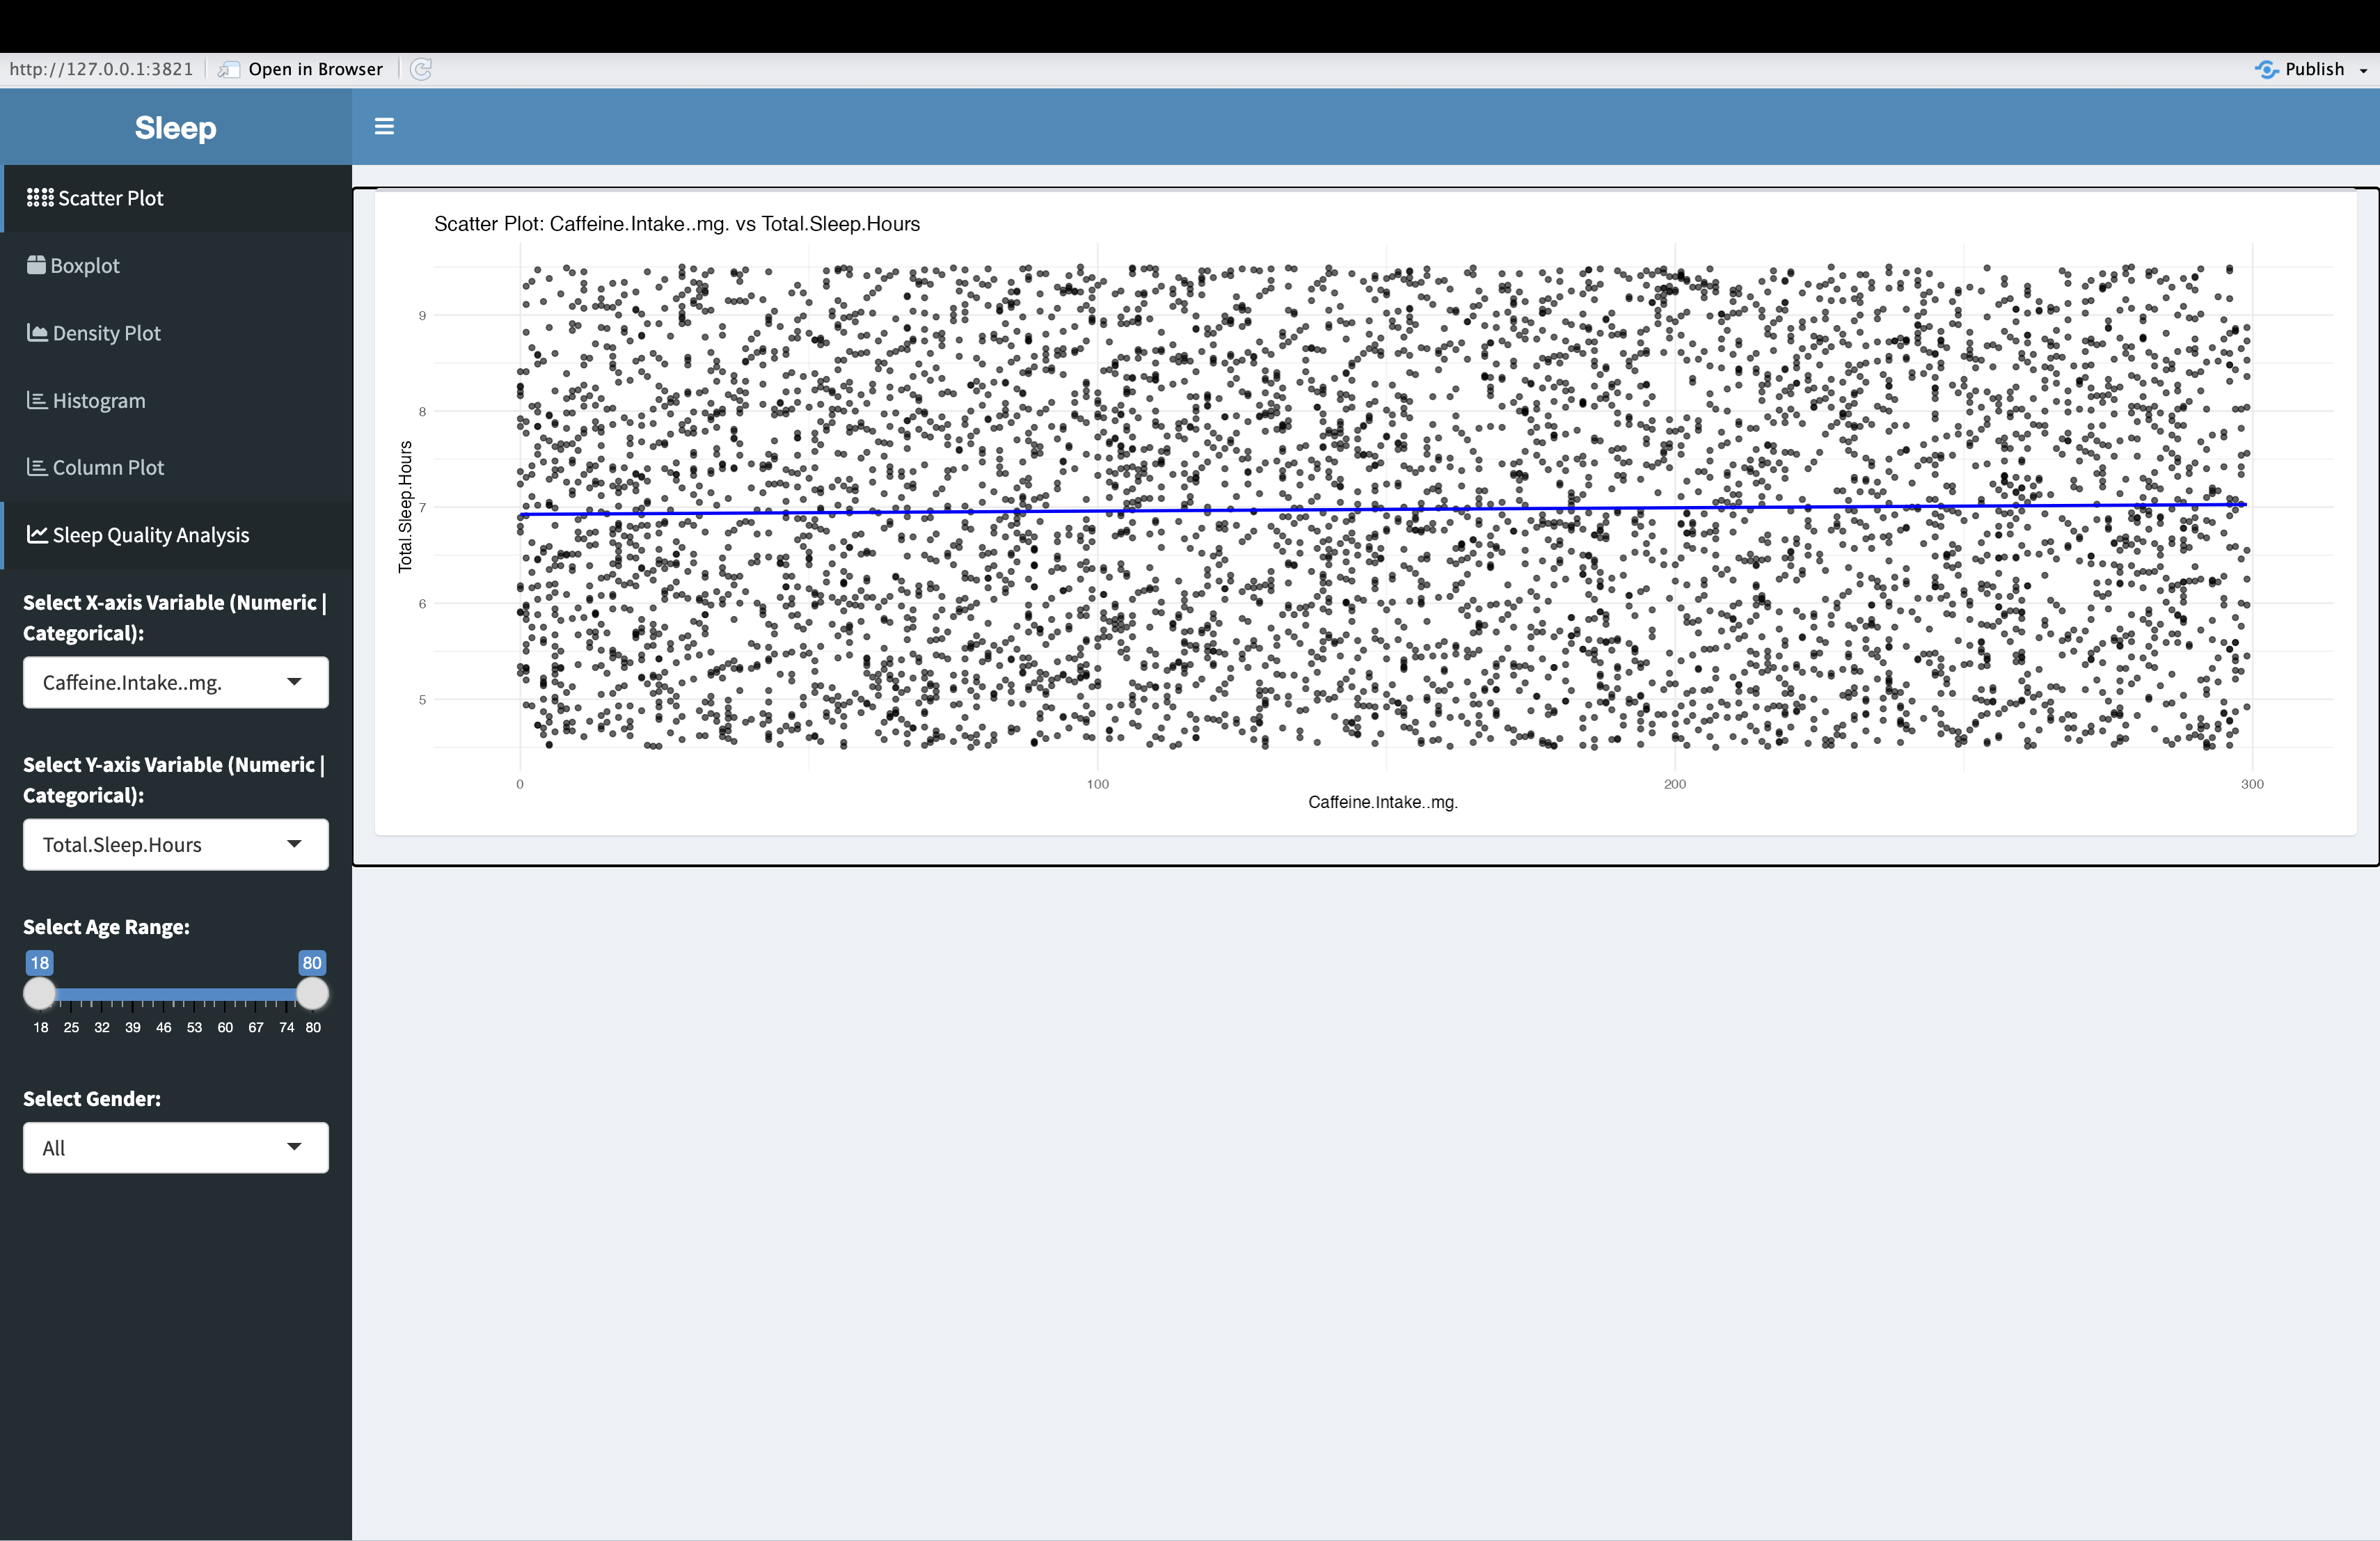 http://127.0.0.1:3821 Open in Browser Publish
Sleep
Scatter Plot
Boxplot
Density Plot
Histogram
Column Plot
Sleep Quality Analysis
Select X-axis Variable (Numeric |
Categorical):
Caffeine.Intake..mg.
Select Y-axis Variable (Numeric |
Categorical):
Total.Sleep.Hours
Select Age Range:
18 80
18 25 32 39 46 53 60 67 74 80
Select Gender:
All
Scatter Plot: Caffeine.Intake..mg. vs Total.Sleep.Hours
Total.Sleep.Hours
9
8
7
6
5
0 100 200 300
Caffeine.Intake..mg.